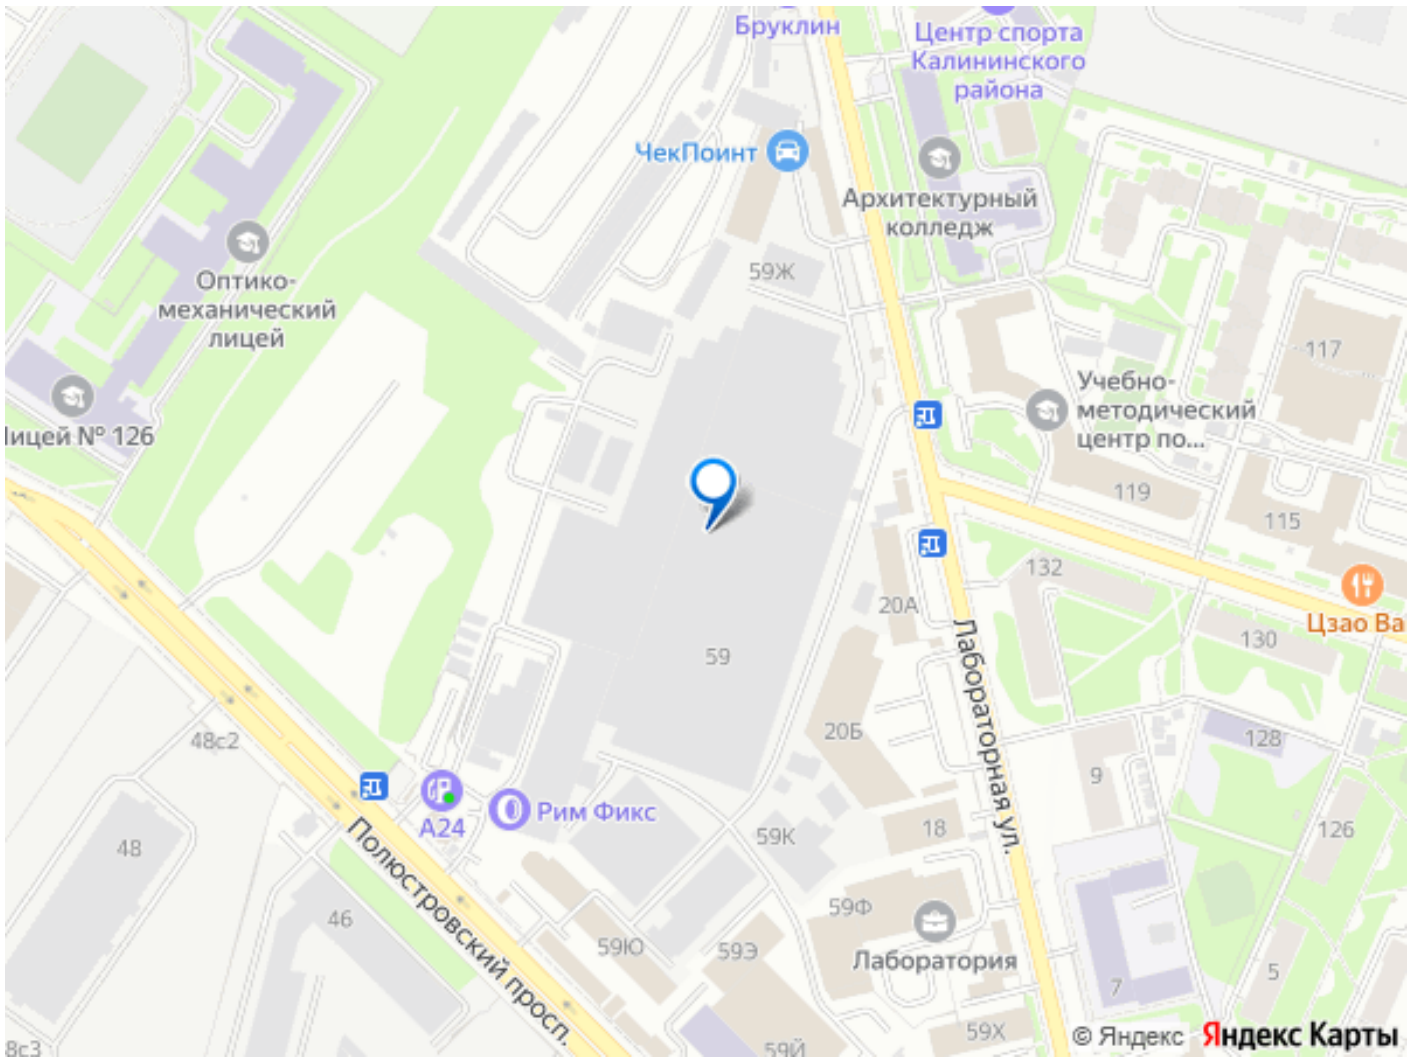 Бруклин
Центр спорта
Калининского
района
ЧекПоинт
Архитектурный
колледж
59Ж
Оптико-
механический
лицей
117
Учебно-
методический
центр по...
Лицей № 126
119
115
132
20А
Цзао Ва
130
59
Лабораторная ул.
20Б
48с2
128
9
А24
Рим Фикс
18
59К
126
48
Полюстровский просп.
46
59Ф
59Ю
59Э
Лаборатория
5
7
59Х
59Й
8с3
© Яндекс
Яндекс Карты